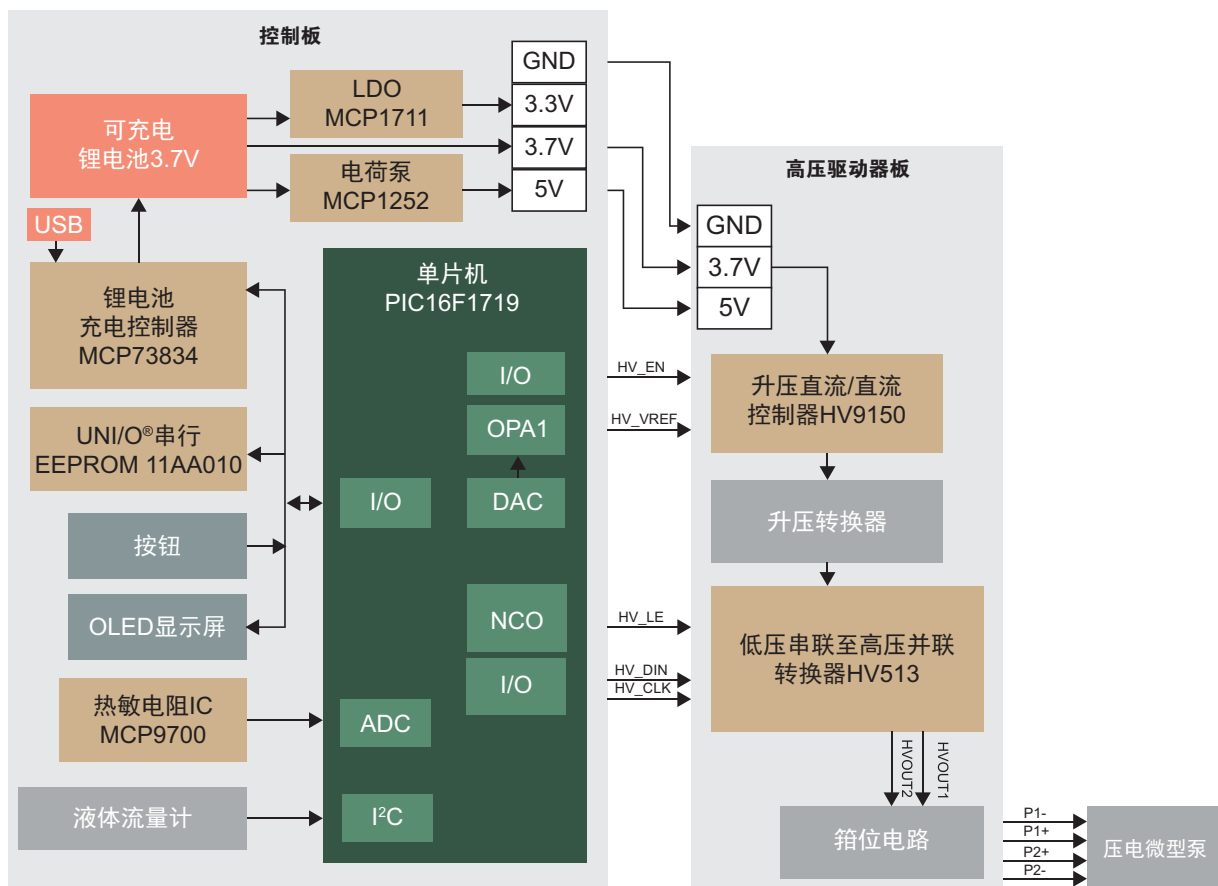 控制板
GND
3.3V
3.7V
5V
LDO
MCP1711
可充电
锂电池3.7V
电荷泵
MCP1252
USB
锂电池
充电控制器
MCP73834
UNI/O®串行
EEPROM 11AA010
按钮
OLED显示屏
热敏电阻IC
MCP9700
液体流量计
单片机
PIC16F1719
I/O
OPA1
DAC
I/O
NCO
I/O
ADC
I²C
HV_EN
HV_VREF
HV_LE
HV_DIN
HV_CLK
高压驱动器板
GND
3.7V
5V
升压直流/直流
控制器HV9150
升压转换器
低压串联至高压并联
转换器HV513
HVOUT2
HVOUT1
箝位电路
P1-
P1+
P2+
P2-
压电微型泵